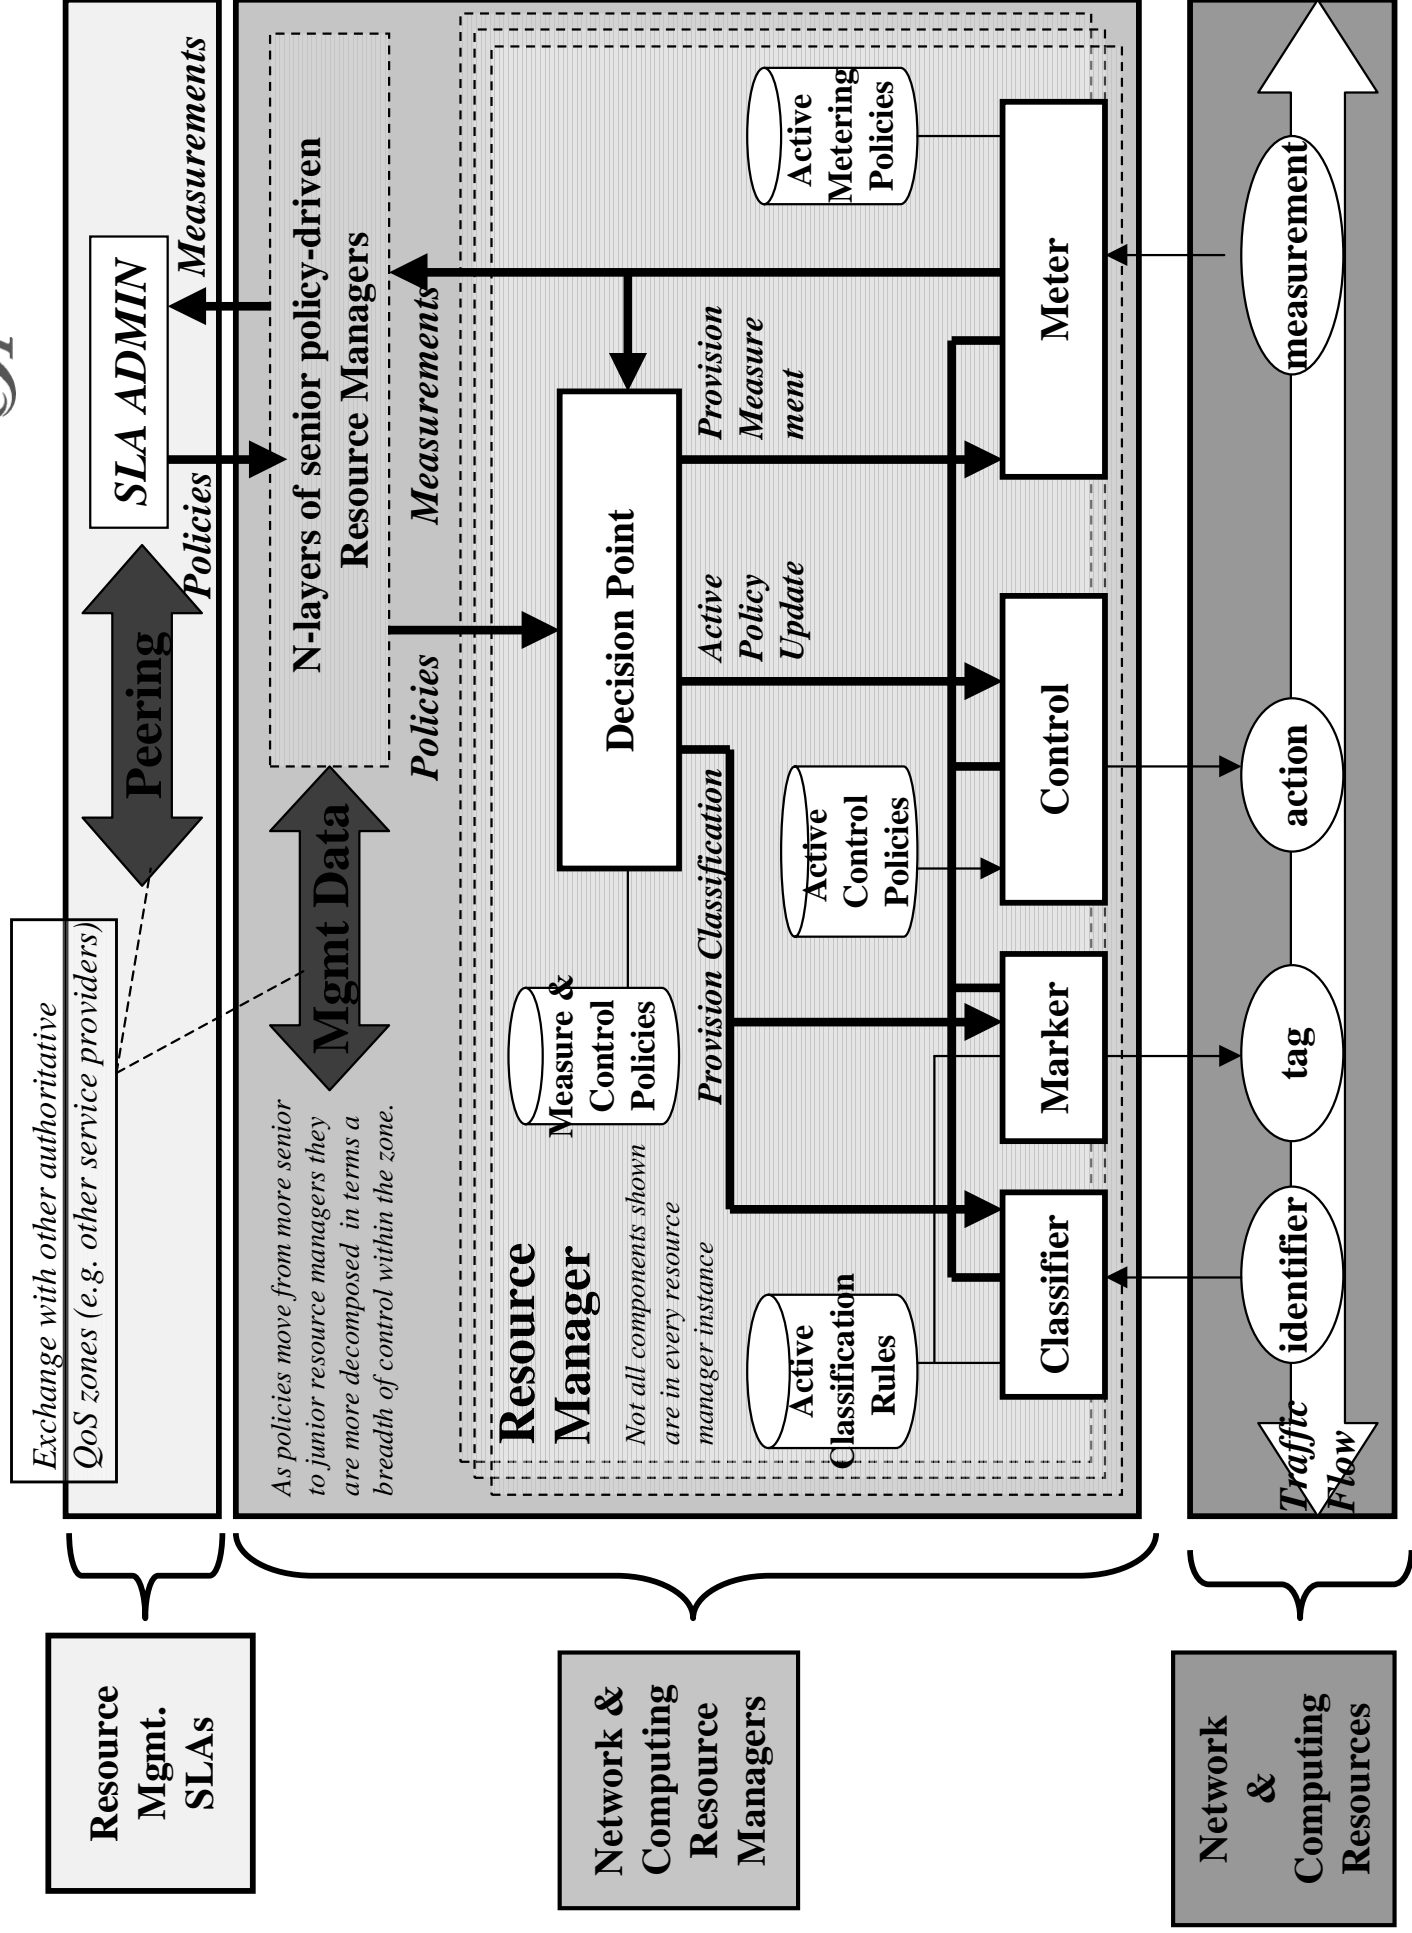 Exchange with other authoritative
QoS zones (e.g. other service providers)
Peering
SLA ADMIN
Policies
Measurements
Resource
Mgmt.
SLAs
As policies move from more senior
to junior resource managers they
are more decomposed in terms a
breadth of control within the zone.
Mgmt Data
N-layers of senior policy-driven
Resource Managers
Policies
Measurements
Resource
Manager
Not all components shown
are in every resource
manager instance
Measure &
Control
Policies
Decision Point
Provision Classification
Active
Policy
Update
Provision
Measure
ment
Active
Classification
Rules
Active
Control
Policies
Active
Metering
Policies
Classifier
Marker
Control
Meter
Network &
Computing
Resource
Managers
Traffic
Flow
identifier
tag
action
measurement
Network
&
Computing
Resources